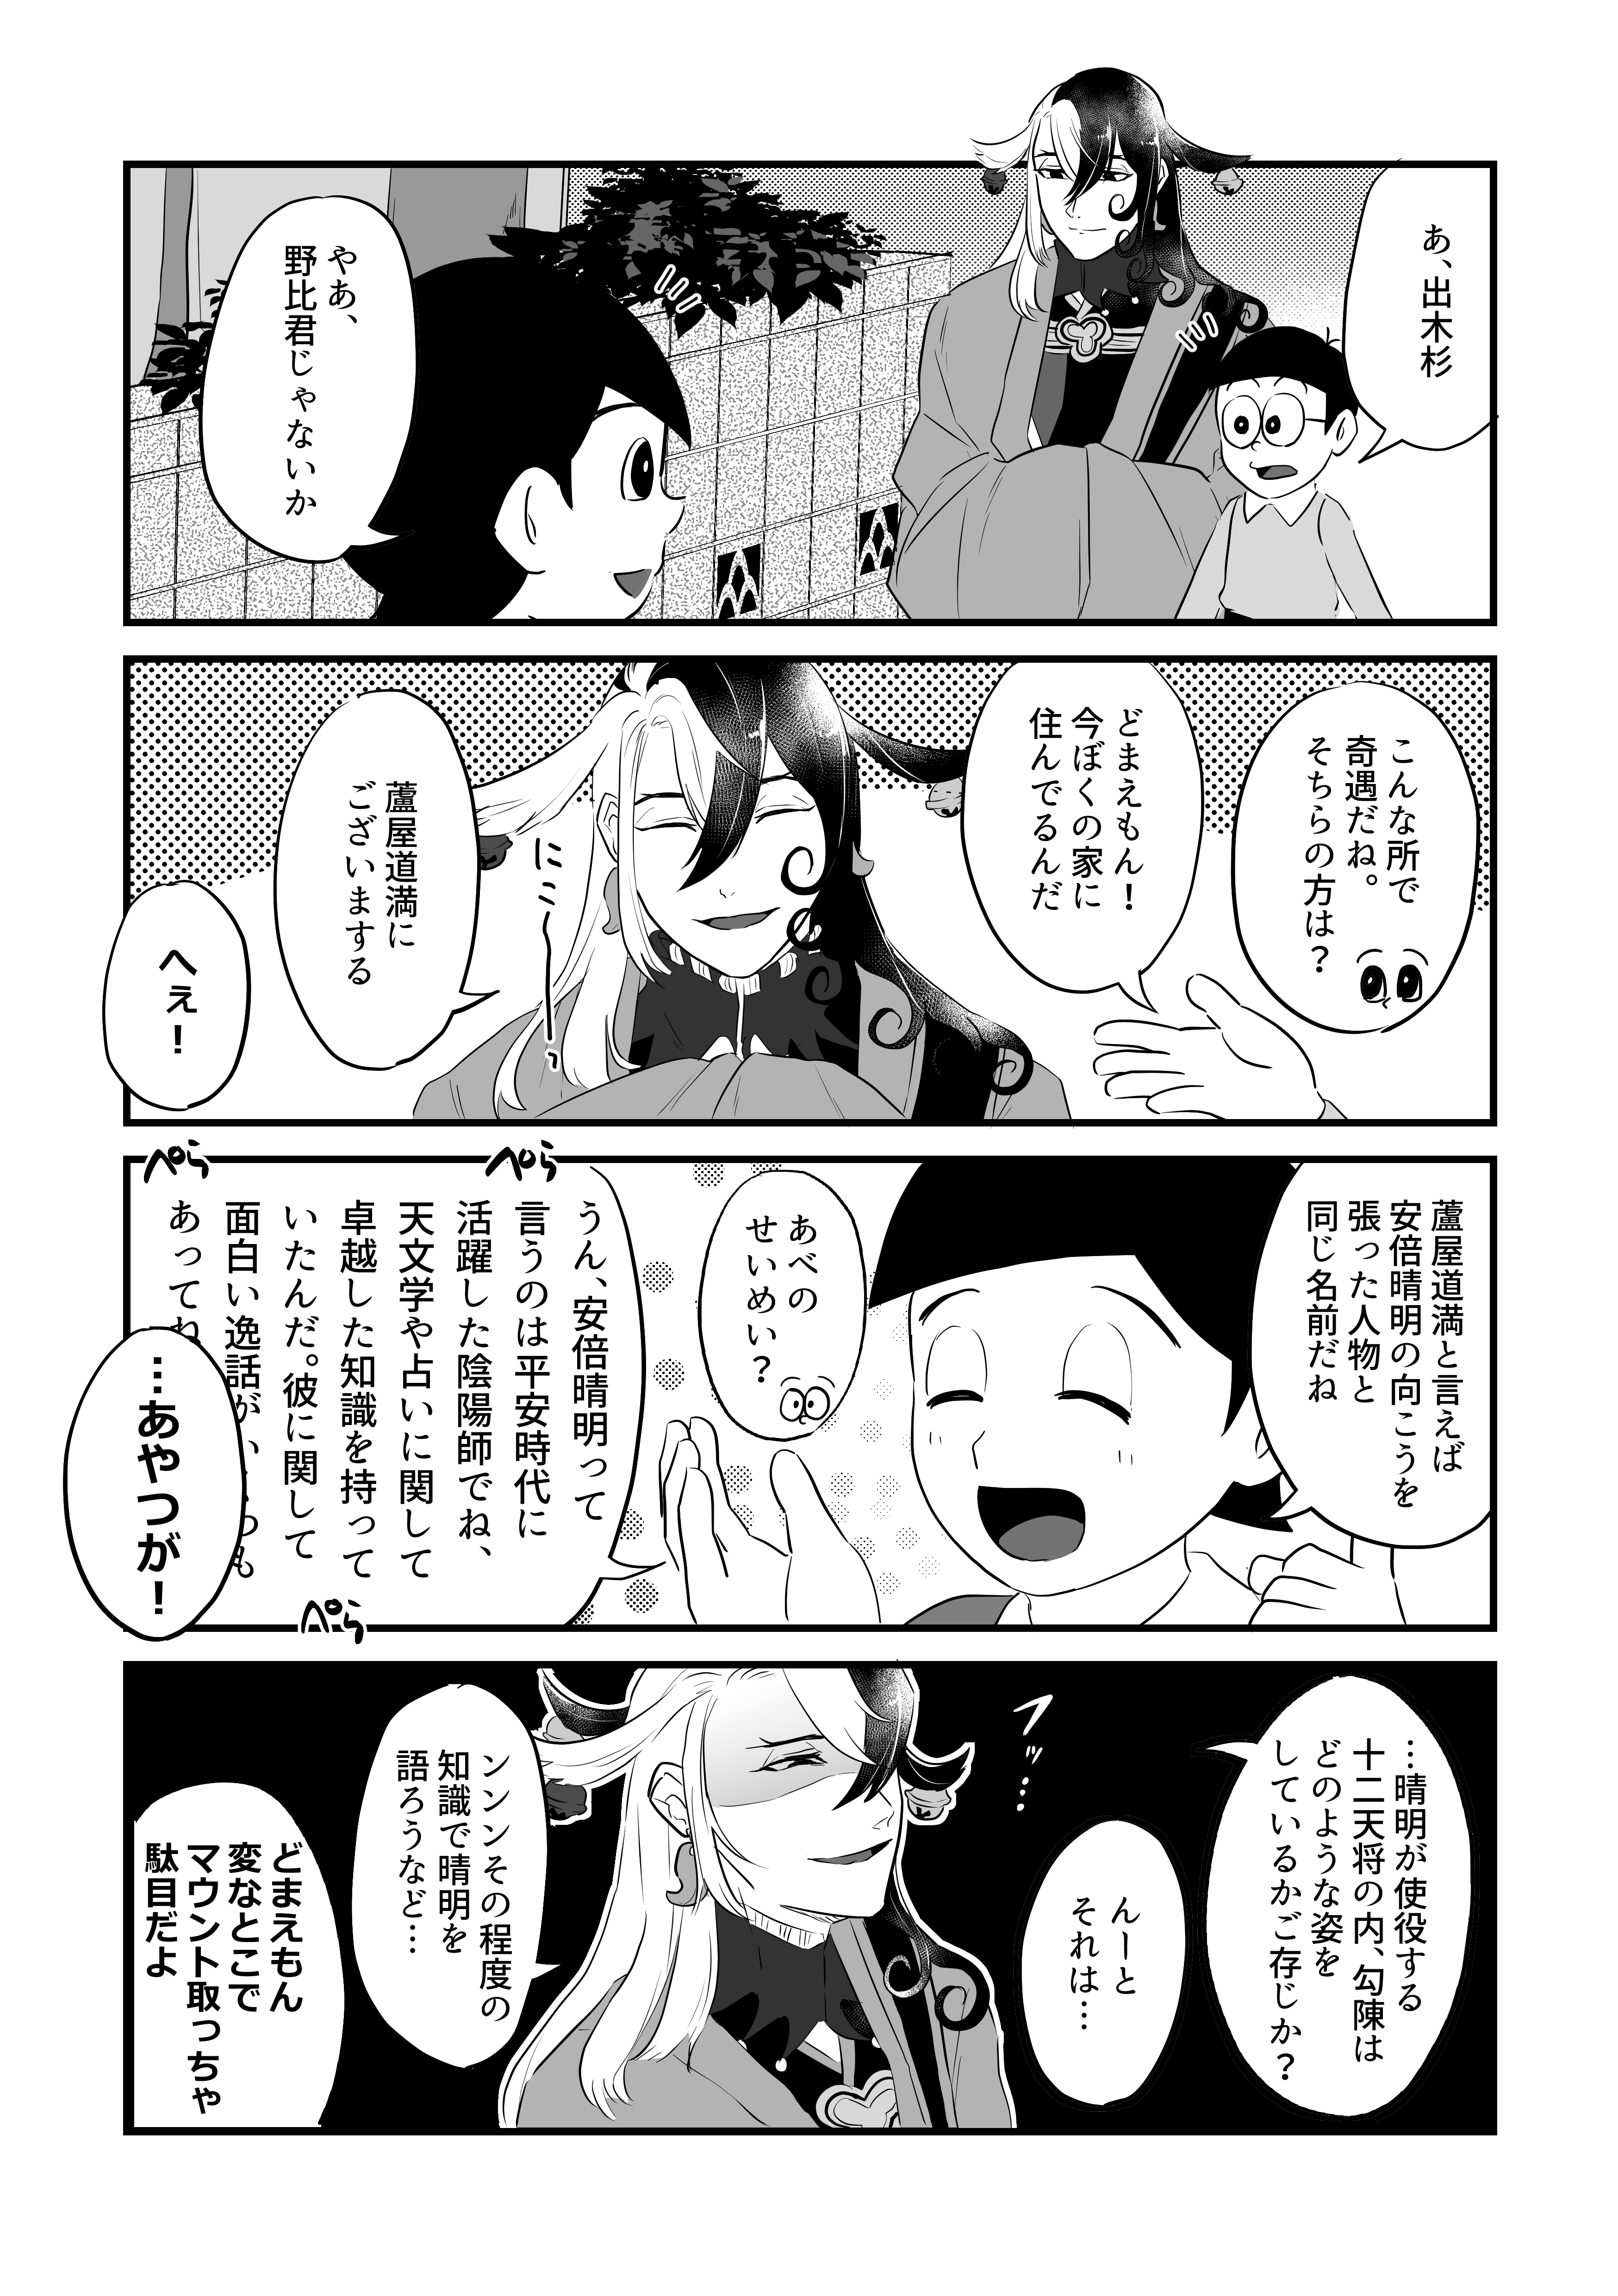 あ、出木杉
やあ、
野比君じゃないか
こんな所で
奇遇だね。
そちらの方は？
どまえもん！
今ぼくの家に
住んでるんだ
にこーーっ
蘆屋道満に
ございまする
へぇ！
蘆屋道満と言えば
安倍晴明の向こうを
張った人物と
同じ名前だね
あべの
せいめい？
うん、安倍晴明って
言うのは平安時代に
活躍した陰陽師でね、
天文学や占いに関して
卓越した知識を持って
いたんだ。彼に関して
面白い逸話がいくつも
あってね
ぺら
ぺら
ぺら
…あやつが！
…晴明が使役する
十二天将の内、勾陳は
どのような姿を
しているかご存じか？
んーと
それは…
フッ…
ンンンその程度の
知識で晴明を
語ろうなど…
どまえもん
変なとこで
マウント取っちゃ
駄目だよ